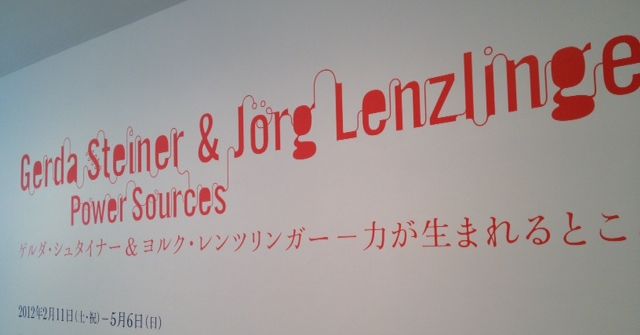 Gerda Steiner & Jörg Lenzlinge
Power Sources
ゲルダ・シュタイナー&ヨルク・レンツリンガー－力が生まれるとこ
2012年2月11日(土・祝)－5月6日(日)